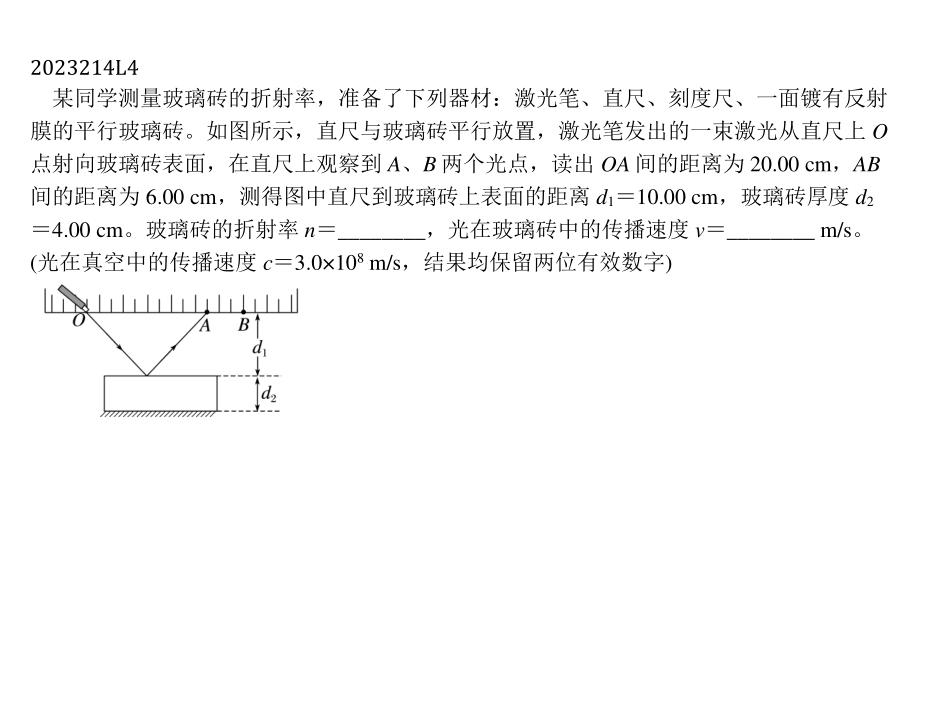 2023214L4
某同学测量玻璃砖的折射率，准备了下列器材：激光笔、直尺、刻度尺、一面镀有反射
膜的平行玻璃砖。如图所示，直尺与玻璃砖平行放置，激光笔发出的一束激光从直尺上 O
点射向玻璃砖表面，在直尺上观察到 A、B 两个光点，读出 OA 间的距离为 20.00 cm，AB
间的距离为 6.00 cm，测得图中直尺到玻璃砖上表面的距离 d₁＝10.00 cm，玻璃砖厚度 d₂
＝4.00 cm。玻璃砖的折射率 n＝________，光在玻璃砖中的传播速度 v＝________ m/s。
(光在真空中的传播速度 c＝3.0×10⁸ m/s，结果均保留两位有效数字)
O A B
d₁
d₂